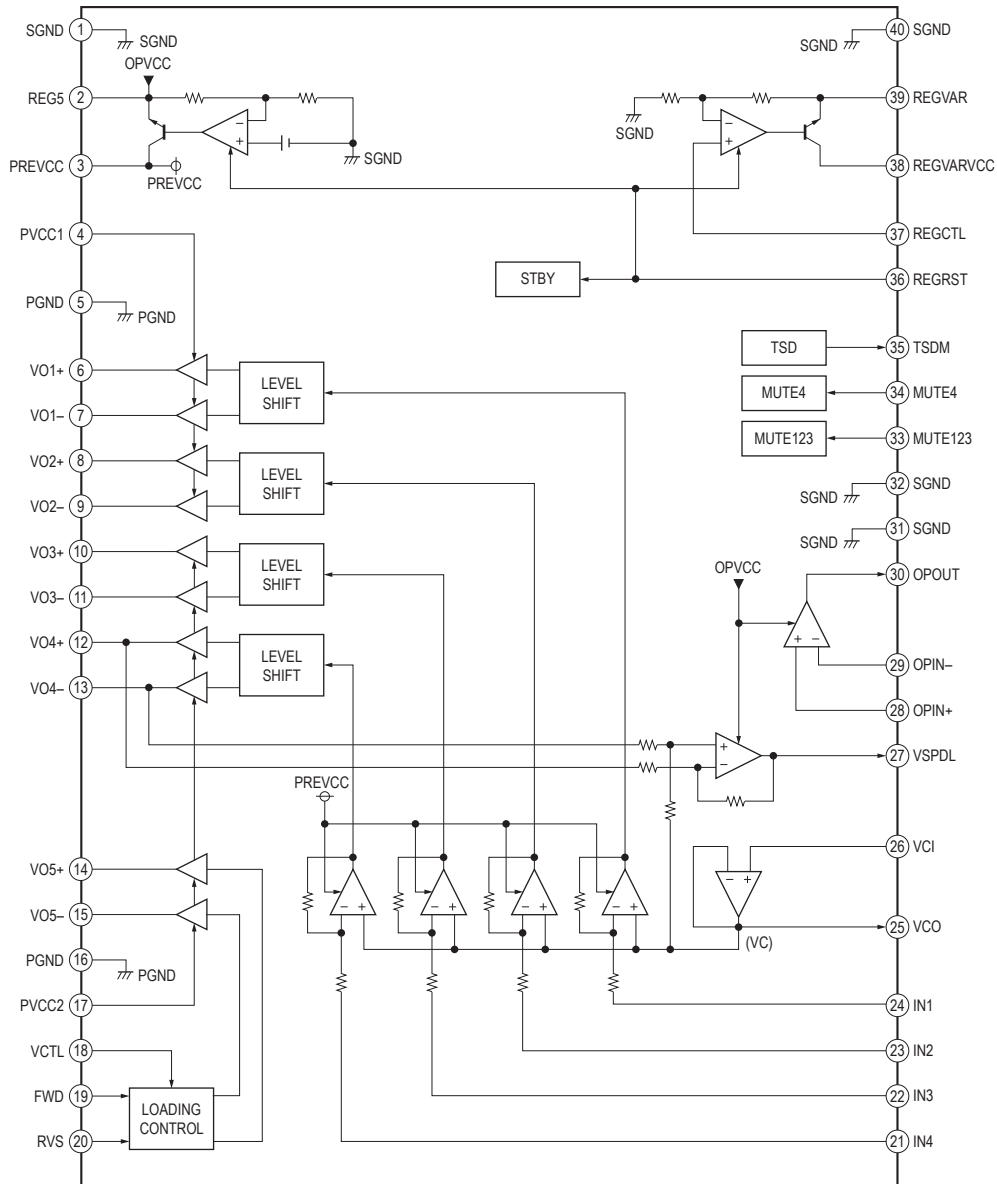 SGND 1
SGND
40 SGND
SGND
OPVCC
REG5 2
39 REGVAR
− +
− +
SGND
SGND
PREVCC 3
PREVCC
38 REGVARVCC
PVCC1 4
37 REGCTL
STBY
36 REGRST
PGND 5
PGND
TSD
35 TSDM
VO1+ 6
LEVEL SHIFT
MUTE4
34 MUTE4
VO1− 7
MUTE123
33 MUTE123
VO2+ 8
LEVEL SHIFT
SGND
32 SGND
VO2− 9
SGND
31 SGND
VO3+ 10
LEVEL SHIFT
OPVCC
30 OPOUT
VO3− 11
+ −
VO4+ 12
LEVEL SHIFT
29 OPIN−
VO4− 13
28 OPIN+
+ −
27 VSPDL
PREVCC
26 VCI
VO5+ 14
− +
VO5− 15
− +
− +
− +
− +
25 VCO
(VC)
PGND 16
PGND
PVCC2 17
24 IN1
VCTL 18
23 IN2
FWD 19
LOADING CONTROL
22 IN3
RVS 20
21 IN4